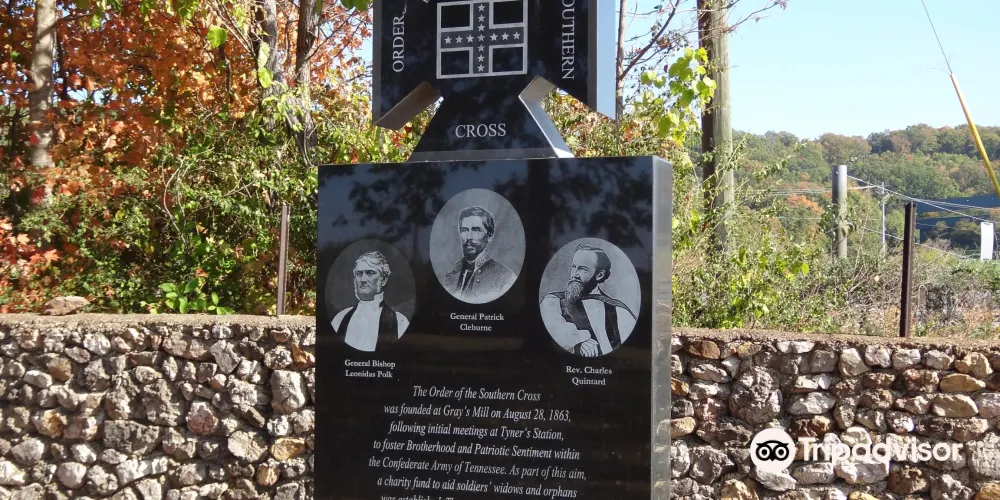 ORDER
SOUTHERN
CROSS
General Patrick
Cleburne
General Bishop
Leonidas Polk
Rev. Charles
Quintard
The Order of the Southern Cross
was founded at Gray's Mill on August 28, 1863,
following initial meetings at Tyner's Station,
to foster Brotherhood and Patriotic Sentiment within
the Confederate Army of Tennessee. As part of this aim,
a charity fund to aid soldiers' widows and orphans
was
Tripadvisor